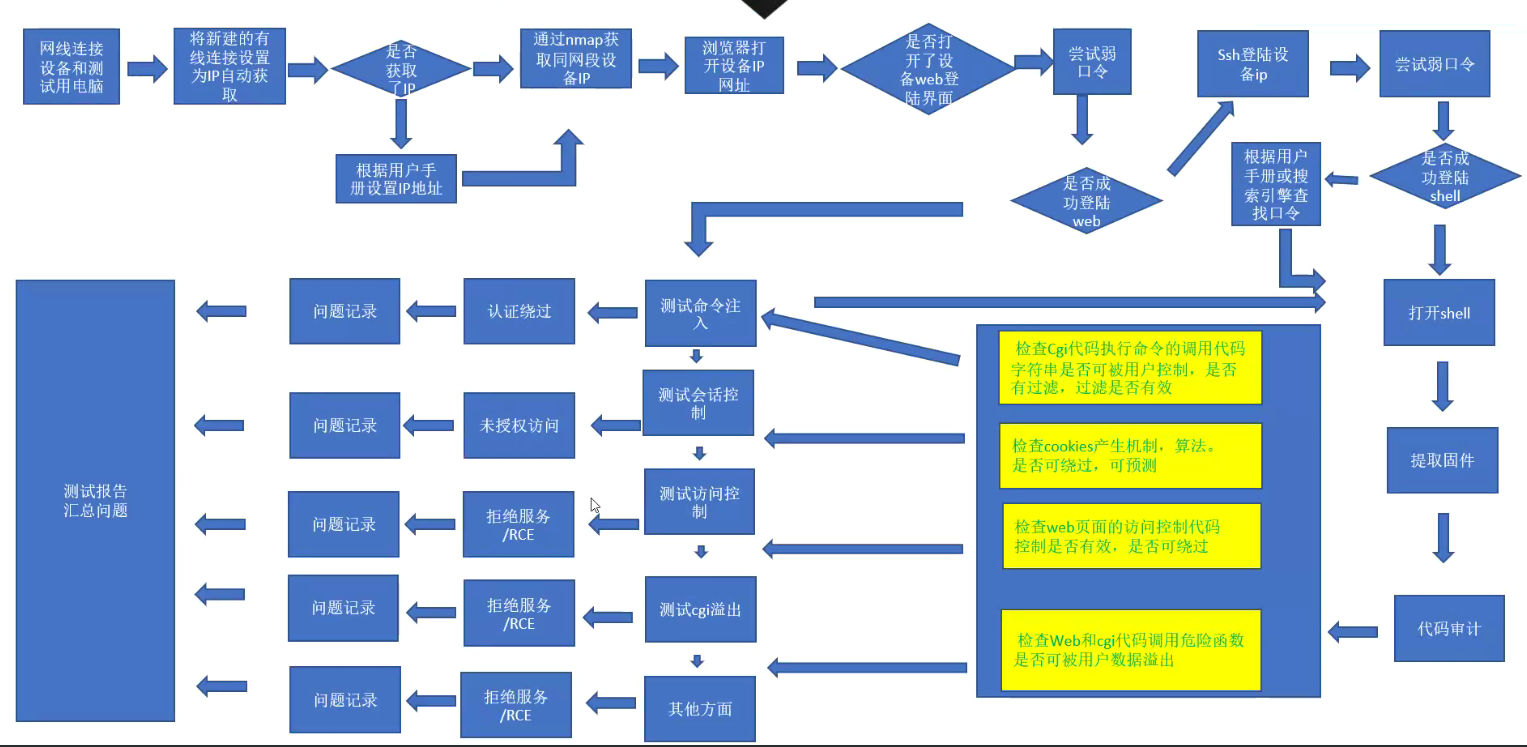 网线连接
设备和测
试用电脑
将新建的有
线连接设置
为IP自动获
取
是否
获取
了IP
通过nmap获
取同网段设
备IP
浏览器打
开设备IP
网址
是否打
开了设
备web登
陆界面
尝试弱
口令
Ssh登陆设
备ip
尝试弱口令
根据用户手
册设置IP地址
是否成
功登陆
web
根据用户
手册或搜
索引擎查
找口令
是否成
功登陆
shell
测试报告
汇总问题
问题记录
认证绕过
测试命令注
入
检查Cgi代码执行命令的调用代码
字符串是否可被用户控制，是否
有过滤，过滤是否有效
打开shell
问题记录
未授权访问
测试会话控
制
检查cookies产生机制，算法。
是否可绕过，可预测
提取固件
问题记录
拒绝服务
/RCE
测试访问控
制
检查web页面的访问控制代码
控制是否有效，是否可绕过
问题记录
拒绝服务
/RCE
测试cgi溢出
检查Web和cgi代码调用危险函数
是否可被用户数据溢出
代码审计
问题记录
拒绝服务
/RCE
其他方面